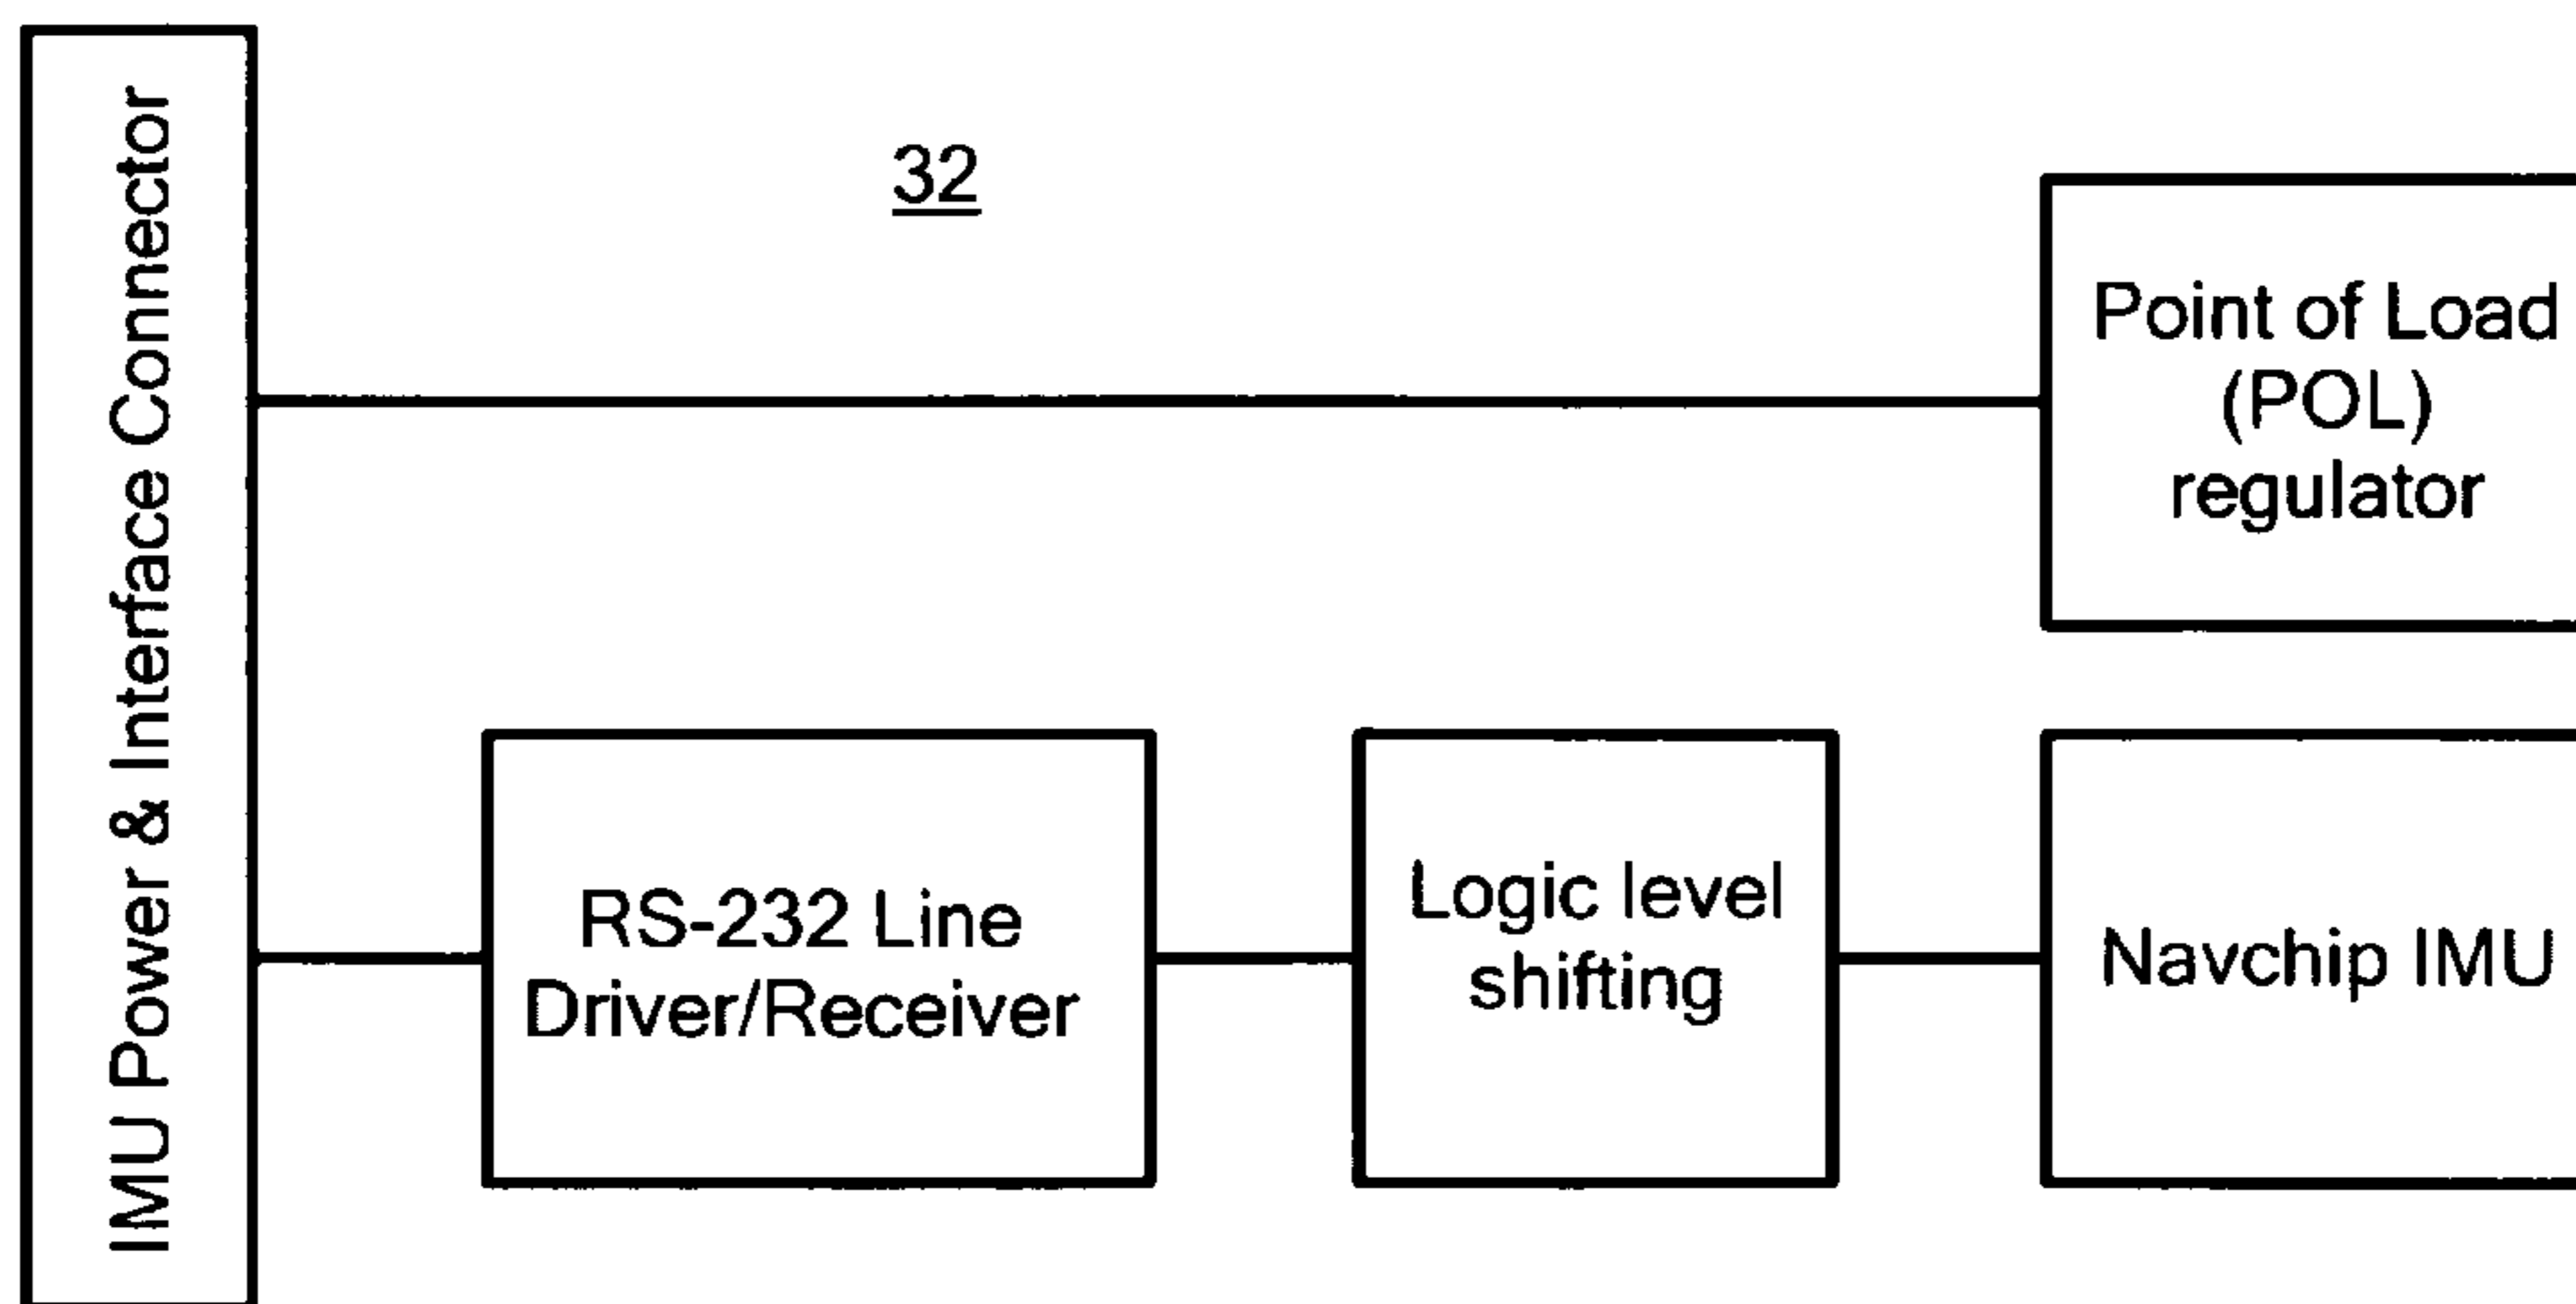 IMU Power & Interface Connector
32
Point of Load
(POL)
regulator
RS-232 Line
Driver/Receiver
Logic level
shifting
Navchip IMU